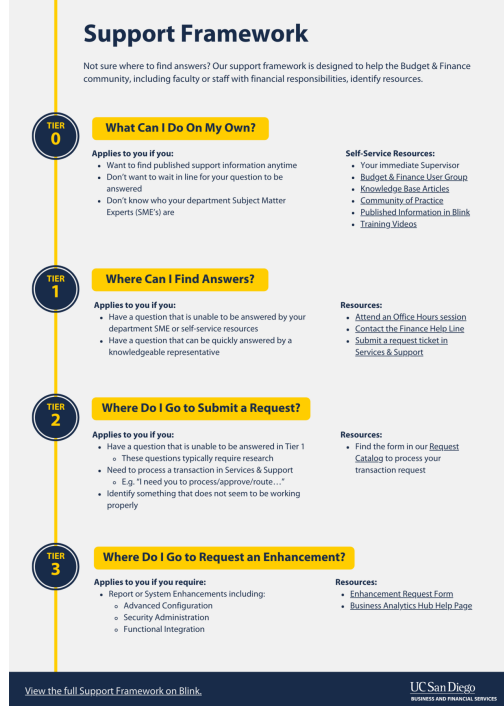 Support Framework
Not sure where to find answers? Our support framework is designed to help the Budget & Finance
community, including faculty or staff with financial responsibilities, identify resources.
TIER
0
What Can I Do On My Own?
Applies to you if you:
• Want to find published support information anytime
• Don't want to wait in line for your question to be
answered
• Don't know who your department Subject Matter
Experts (SME's) are
Self-Service Resources:
• Your immediate Supervisor
• Budget & Finance User Group
• Knowledge Base Articles
• Community of Practice
• Published Information in Blink
• Training Videos
TIER
1
Where Can I Find Answers?
Applies to you if you:
• Have a question that is unable to be answered by your
department SME or self-service resources
• Have a question that can be quickly answered by a
knowledgeable representative
Resources:
• Attend an Office Hours session
• Contact the Finance Help Line
• Submit a request ticket in
Services & Support
TIER
2
Where Do I Go to Submit a Request?
Applies to you if you:
• Have a question that is unable to be answered in Tier 1
◦ These questions typically require research
• Need to process a transaction in Services & Support
◦ E.g. "I need you to process/approve/route…"
• Identify something that does not seem to be working
properly
Resources:
• Find the form in our Request
Catalog to process your
transaction request
TIER
3
Where Do I Go to Request an Enhancement?
Applies to you if you require:
• Report or System Enhancements including:
◦ Advanced Configuration
◦ Security Administration
◦ Functional Integration
Resources:
• Enhancement Request Form
• Business Analytics Hub Help Page
View the full Support Framework on Blink.
UC San Diego
BUSINESS AND FINANCIAL SERVICES